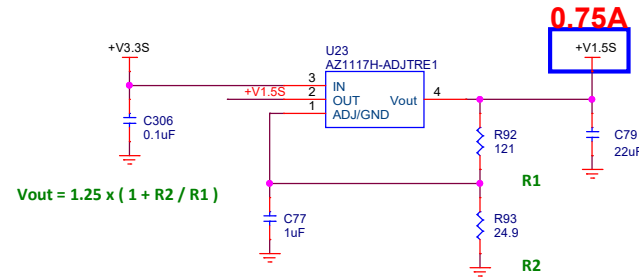 0.75A
+V3.3S
U23
AZ1117H-ADJTRE1
+V1.5S
3 IN
+V1.5S 2 OUT Vout 4
1 ADJ/GND
C306
0.1uF
R92
121
C79
22uF
R1
Vout = 1.25 x ( 1 + R2 / R1 )
C77
1uF
R93
24.9
R2